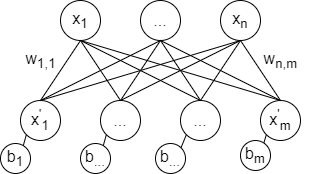 x1 ... xn
w1,1 wn,m
x'1 ... ... x'm
b1 b... b... bm